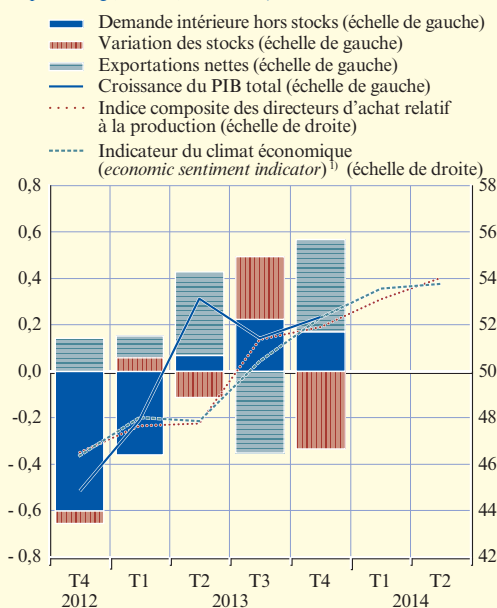 Demande intérieure hors stocks (échelle de gauche)
Variation des stocks (échelle de gauche)
Exportations nettes (échelle de gauche)
Croissance du PIB total (échelle de gauche)
Indice composite des directeurs d'achat relatif
à la production (échelle de droite)
Indicateur du climat économique
(economic sentiment indicator) 1) (échelle de droite)
0,8 58
0,6 56
0,4 54
0,2 52
0,0 50
- 0,2 48
- 0,4 46
- 0,6 44
- 0,8 42
T4 T1 T2 T3 T4 T1 T2
2012 2013 2014